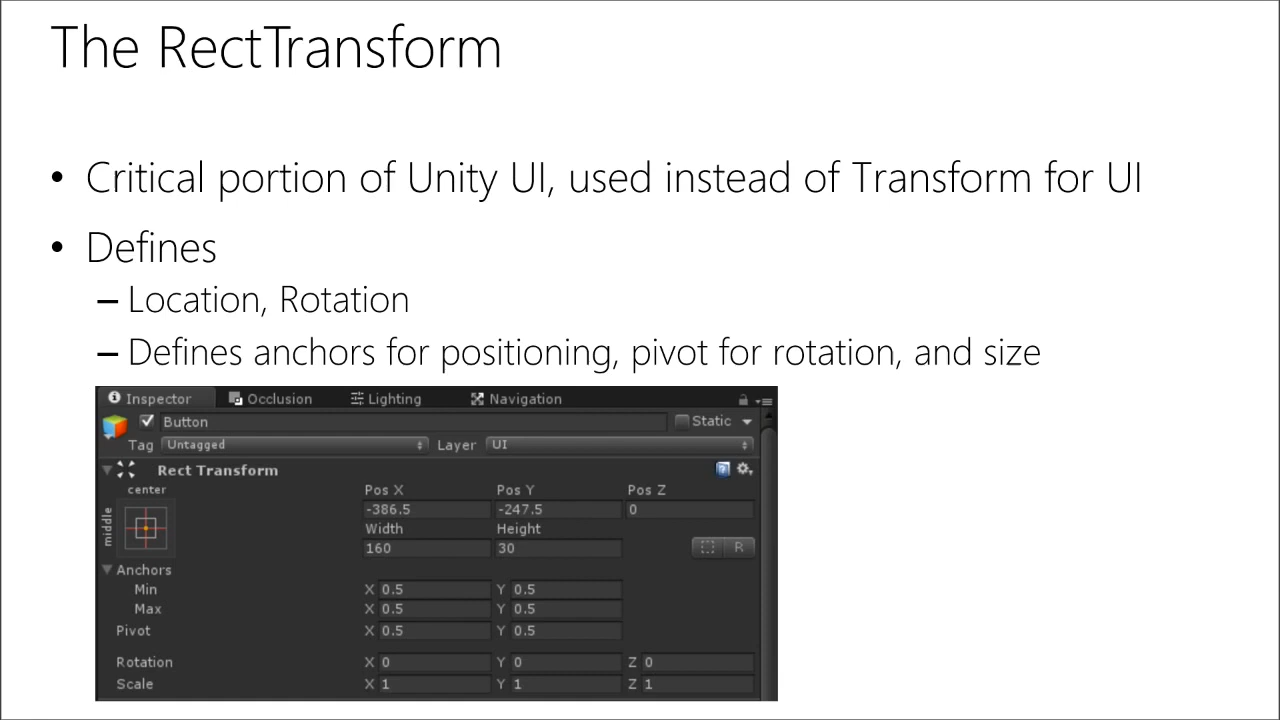 The RectTransform
• Critical portion of Unity UI, used instead of Transform for UI
• Defines
– Location, Rotation
– Defines anchors for positioning, pivot for rotation, and size
Inspector Occlusion Lighting Navigation
Button Static
Tag Untagged Layer UI
Rect Transform
center Pos X Pos Y Pos Z
-386.5 -247.5 0
middle Width Height
160 30 R
Anchors
Min X 0.5 Y 0.5
Max X 0.5 Y 0.5
Pivot X 0.5 Y 0.5
Rotation X 0 Y 0 Z 0
Scale X 1 Y 1 Z 1